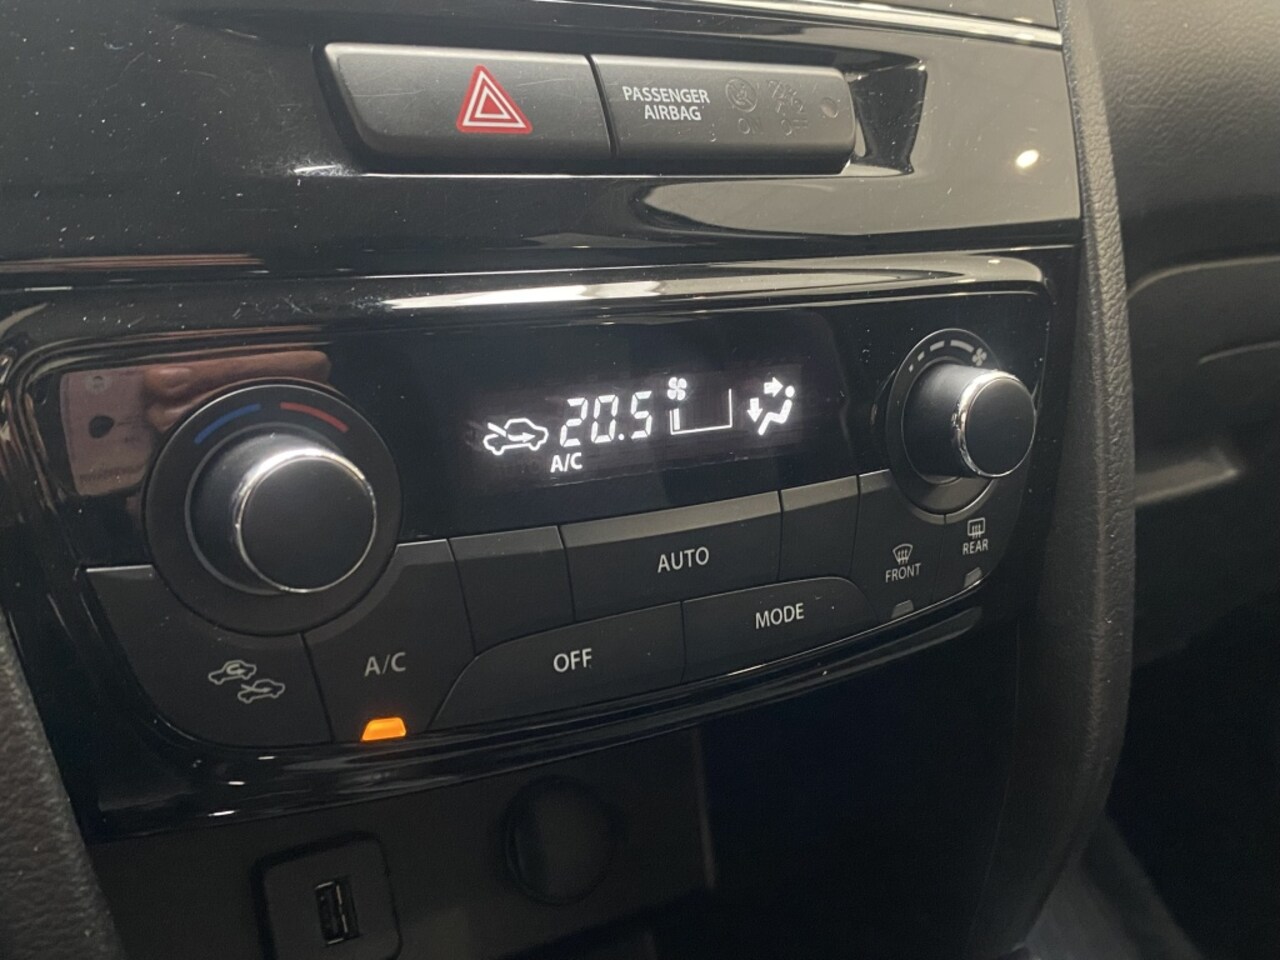 PASSENGER
AIRBAG
ON
OFF
20.5
A/C
AUTO
REAR
FRONT
MODE
OFF
A/C